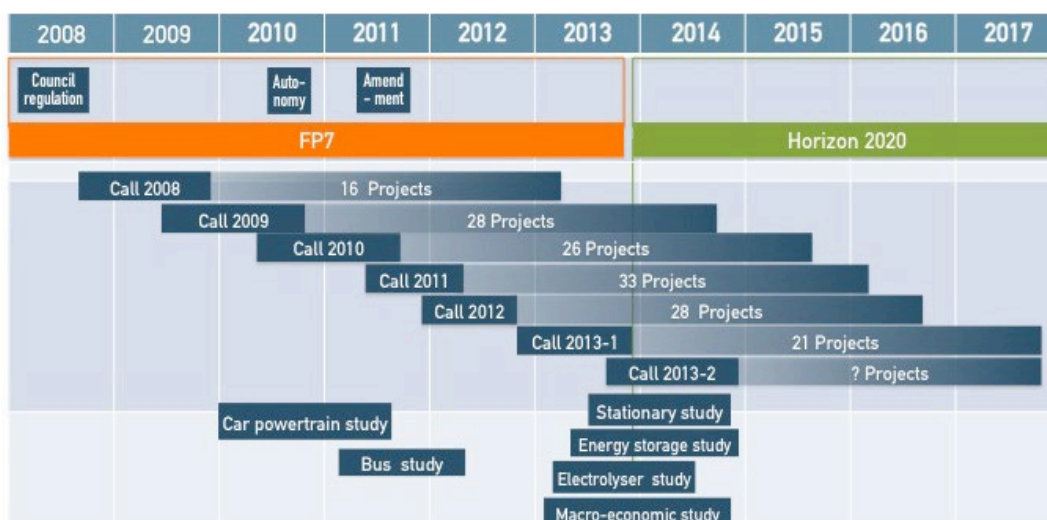 2008 2009 2010 2011 2012 2013 2014 2015 2016 2017
Council
regulation
Auto-
nomy
Amend
- ment
FP7
Horizon 2020
Call 2008 16 Projects
Call 2009 28 Projects
Call 2010 26 Projects
Call 2011 33 Projects
Call 2012 28 Projects
Call 2013-1 21 Projects
Call 2013-2 ? Projects
Stationary study
Car powertrain study
Energy storage study
Bus study
Electrolyser study
Macro-economic study